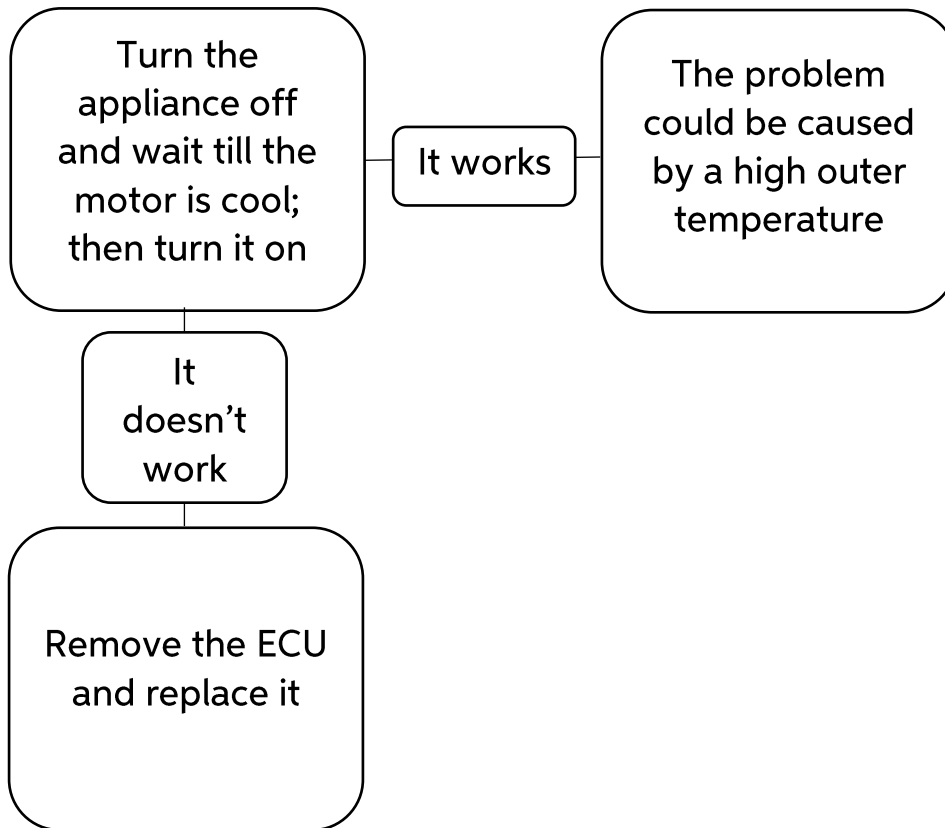 Turn the
appliance off
and wait till the
motor is cool;
then turn it on
It works
The problem
could be caused
by a high outer
temperature
It
doesn’t
work
Remove the ECU
and replace it